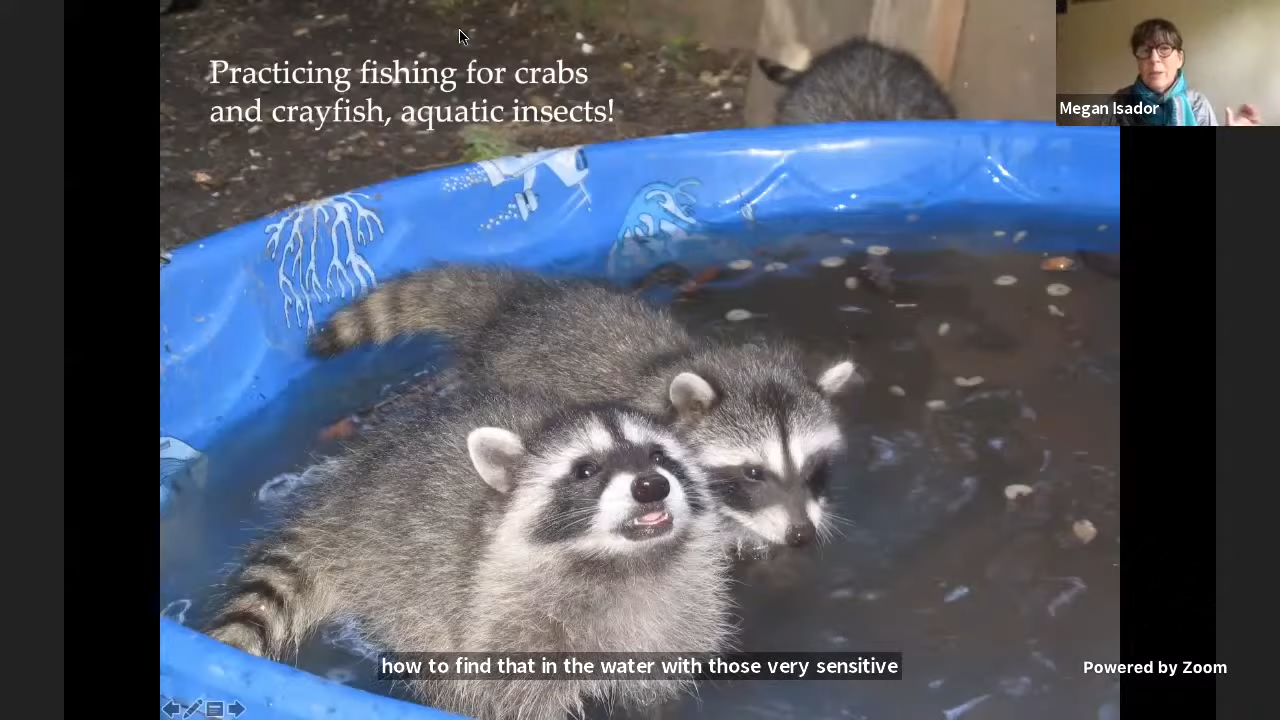 Practicing fishing for crabs
and crayfish, aquatic insects!
Megan Isador
how to find that in the water with those very sensitive
Powered by Zoom